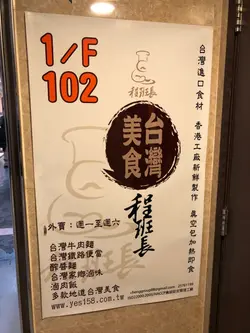 1/F
102
程班長
台灣進口食材 香港工廠新鮮製作 真空包加熱即食
台灣
美食
程班長
外賣：週一至週六
台灣牛肉麵
台灣鐵路便當
醇醬麵
台灣家鄉滷味
滷肉飯
多款地道台灣美食
www.yes158.com.tw